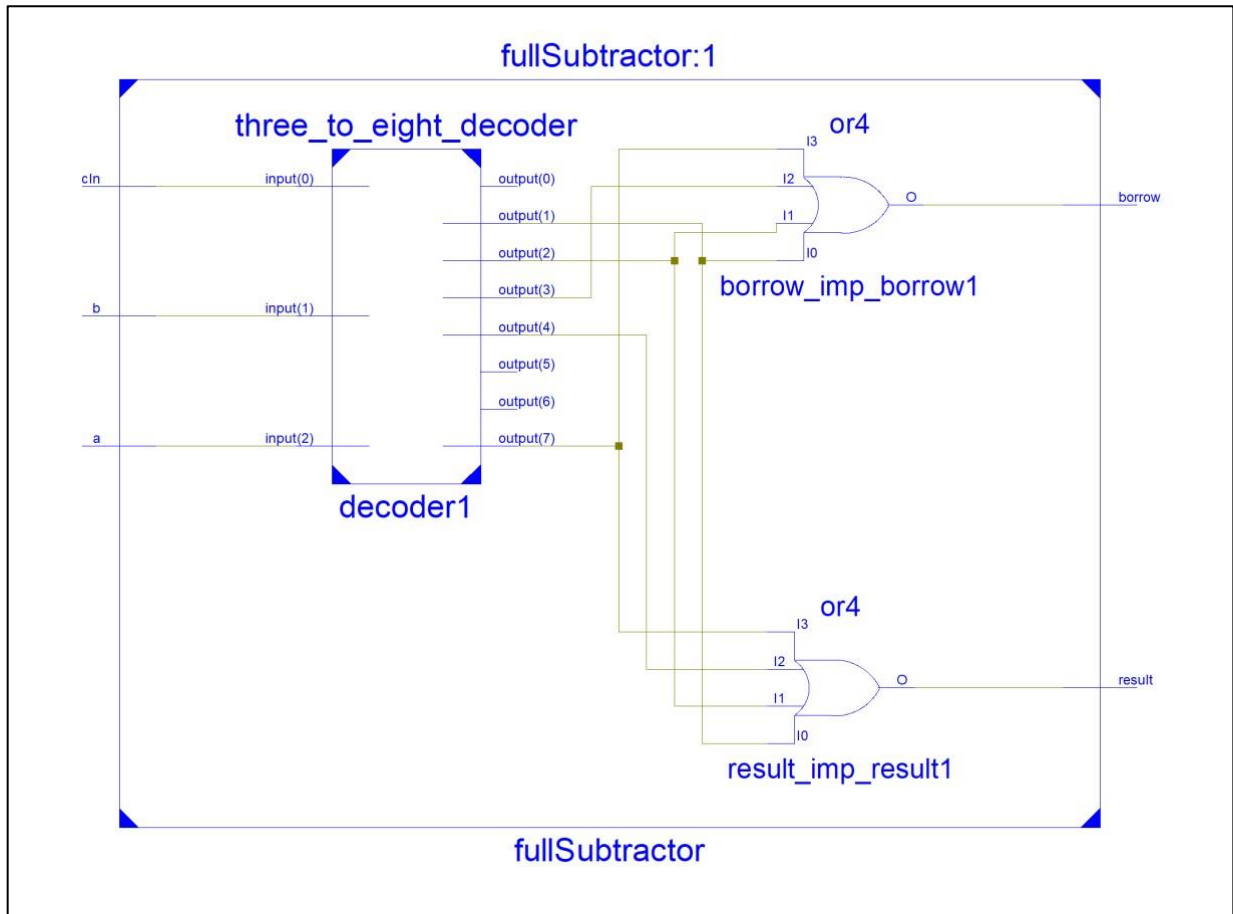 fullSubtractor:1
three_to_eight_decoder
or4
I3
cIn
input(0)
output(0)
I2
O
borrow
output(1)
I1
output(2)
I0
borrow_imp_borrow1
output(3)
b
input(1)
output(4)
output(5)
output(6)
a
input(2)
output(7)
decoder1
or4
I3
I2
O
result
I1
I0
result_imp_result1
fullSubtractor